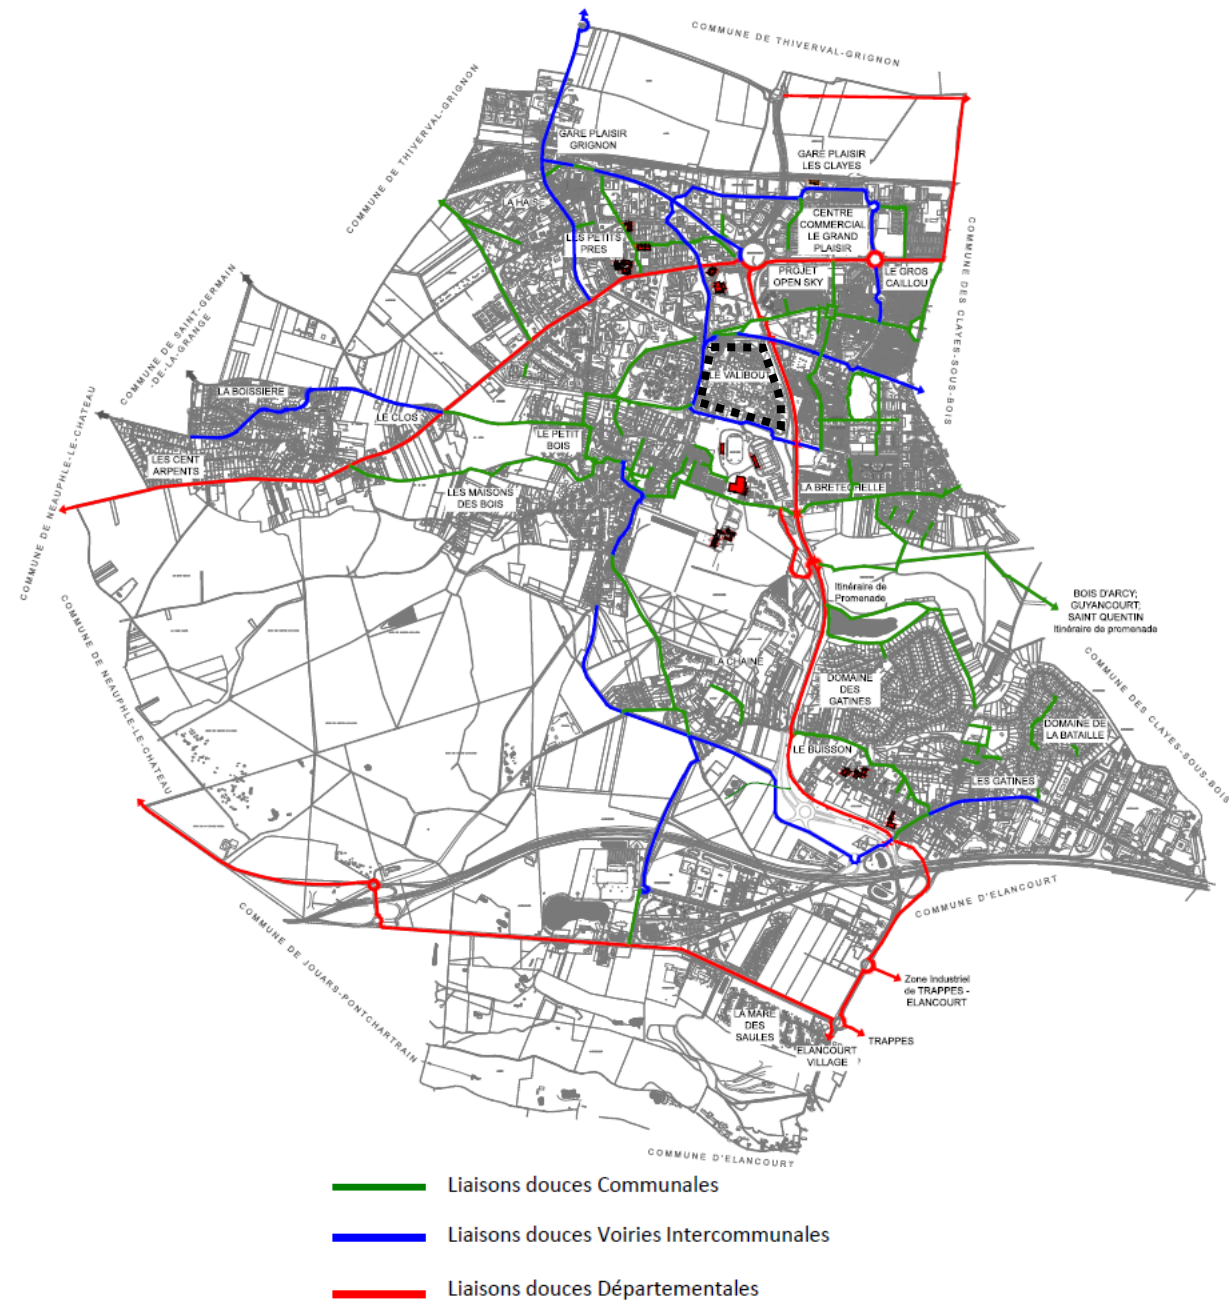 COMMUNE DE THIVERVAL-GRIGNON
COMMUNE DE THIVERVAL-GRIGNON
GARE PLAISIR
GRIGNON
GARE PLAISIR
LES CLAYES
LA HAIE
LES PETITS
PRES
CENTRE
COMMERCIAL
LE GRAND
PLAISIR
PROJET
OPEN SKY
LE GROS
CAILLOU
COMMUNE DES CLAYES-SOUS-BOIS
COMMUNE DE SAINT-GERMAIN
-DE-LA-GRANGE
LA BOISSIERE
LE CLOS
LE VALIBOUT
COMMUNE DE NEAUPHLE-LE-CHATEAU
LES CENT
ARPENTS
LE PETIT
BOIS
LES MAISONS
DES BOIS
LA BRETECHELLE
Itinéraire de
Promenade
BOIS D'ARCY;
GUYANCOURT;
SAINT QUENTIN
Itinéraire de promenade
COMMUNE DE NEAUPHLE-LE-CHATEAU
LA CHAINE
DOMAINE
DES
GATINES
COMMUNE DES CLAYES-SOUS-BOIS
DOMAINE DE
LA BATAILLE
LE BUISSON
LES GATINES
COMMUNE D'ELANCOURT
COMMUNE DE JOUARS-PONTCHARTRAIN
Zone Industriel
de TRAPPES -
ELANCOURT
LA MARE
DES
SAULES
TRAPPES
ELANCOURT
VILLAGE
COMMUNE D'ELANCOURT
Liaisons douces Communales
Liaisons douces Voiries Intercommunales
Liaisons douces Départementales